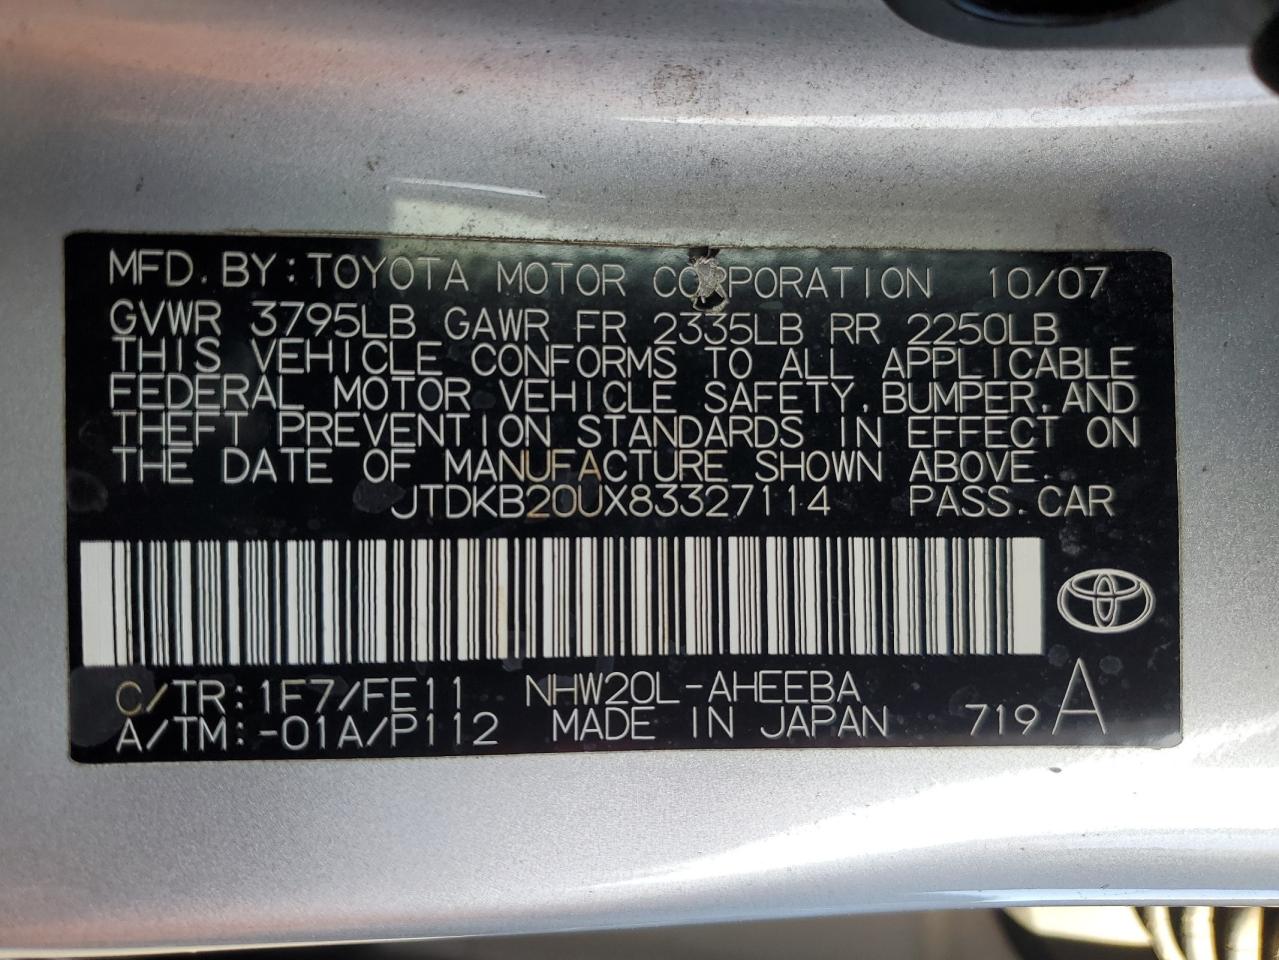 MFD. BY: TOYOTA MOTOR CORPORATION 10/07
GVWR 3795LB GAWR FR 2335LB RR 2250LB
THIS VEHICLE CONFORMS TO ALL APPLICABLE
FEDERAL MOTOR VEHICLE SAFETY, BUMPER, AND
THEFT PREVENTION STANDARDS IN EFFECT ON
THE DATE OF MANUFACTURE SHOWN ABOVE.
JTDKB20UX83327114 PASS. CAR
C/TR: 1F7/FE11 NHW20L-AHEEBA
A/TM: -01A/P112 MADE IN JAPAN 719 A